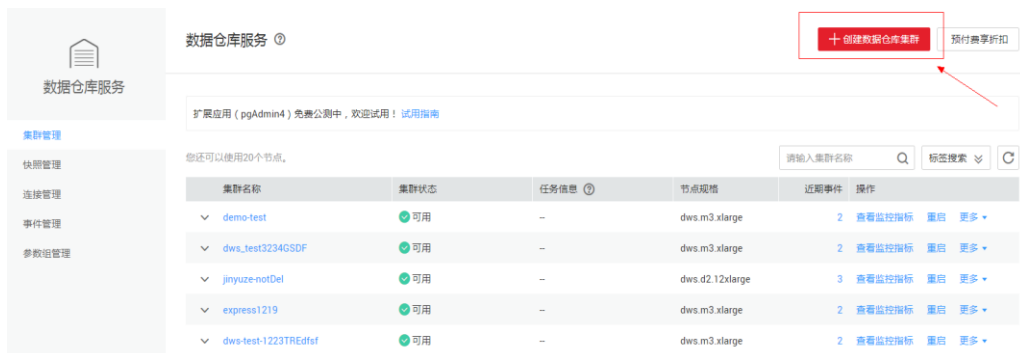 数据仓库服务
集群管理
快照管理
连接管理
事件管理
参数组管理
数据仓库服务 ?
+ 创建数据仓库集群 预付费享折扣
扩展应用（pgAdmin4）免费公测中，欢迎试用！ 试用指南
您还可以使用20个节点。 请输入集群名称 标签搜索
集群名称 集群状态 任务信息 ? 节点规格 近期事件 操作
demo-test 可用 -- dws.m3.xlarge 2 查看监控指标 重启 更多
dws_test3234GSDF 可用 -- dws.m3.xlarge 2 查看监控指标 重启 更多
jinyuze-notDel 可用 -- dws.d2.12xlarge 3 查看监控指标 重启 更多
express1219 可用 -- dws.m3.xlarge 2 查看监控指标 重启 更多
dws-test-1223TREdfsf 可用 -- dws.m3.xlarge 2 查看监控指标 重启 更多